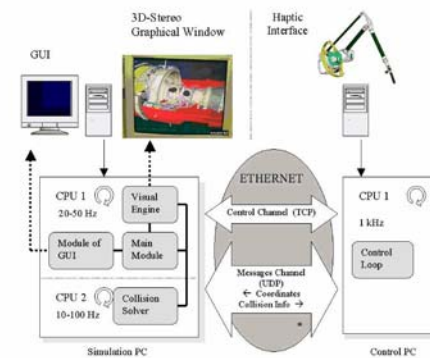 3D-Stereo
Graphical Window
Haptic
Interface
GUI
CPU 1
20-50 Hz
Visual
Engine
Module of
GUI
Main
Module
CPU 2
10-100 Hz
Collision
Solver
Simulation PC
ETHERNET
Control Channel (TCP)
Messages Channel
(UDP)
← Coordinates
Collision Info →
*
CPU 1
1 kHz
Control
Loop
Control PC